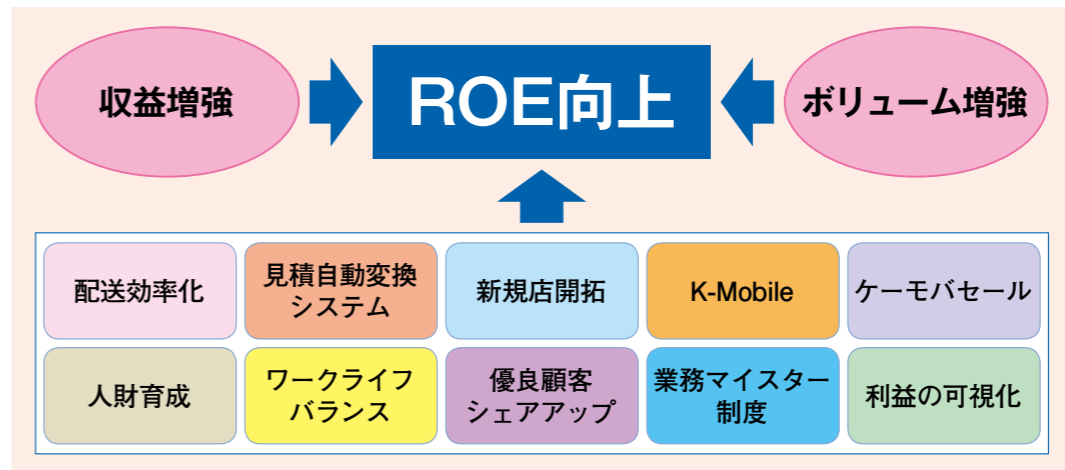 収益増強
ROE向上
ボリューム増強
配送効率化
見積自動変換
システム
新規店開拓
K-Mobile
ケーモバセール
人財育成
ワークライフ
バランス
優良顧客
シェアアップ
業務マイスター
制度
利益の可視化